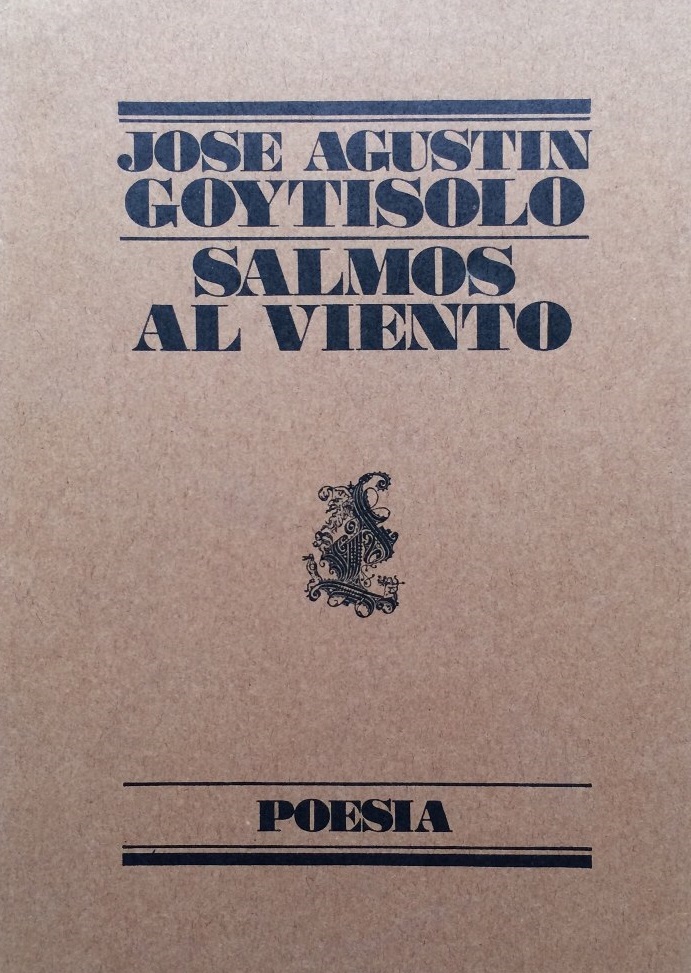 JOSE AGUSTIN
GOYTISOLO
SALMOS
AL VIENTO
POESIA